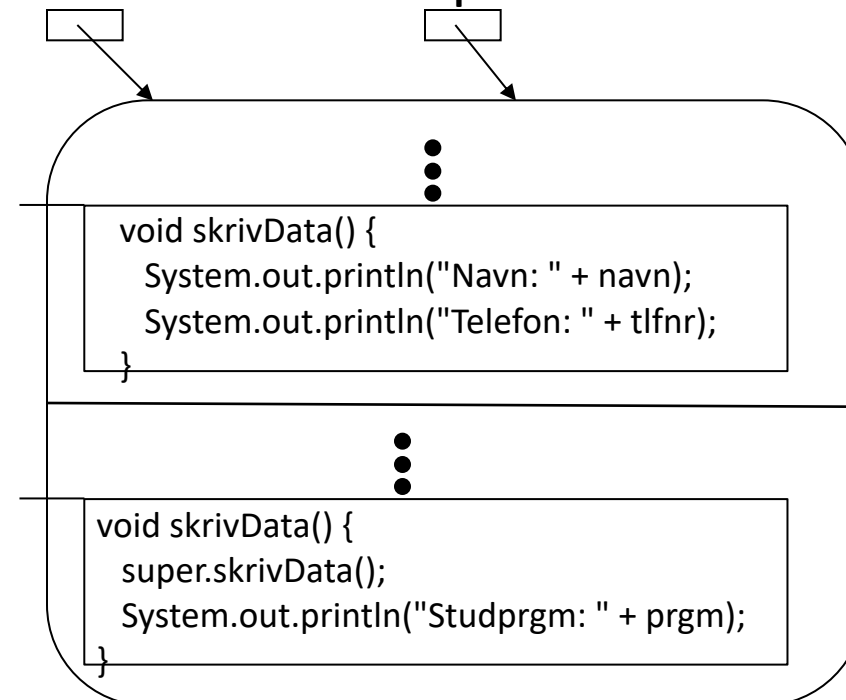 void skrivData() {
System.out.println("Navn: " + navn);
System.out.println("Telefon: " + tlfnr);
}
void skrivData() {
super.skrivData();
System.out.println("Studprgm: " + prgm);
}